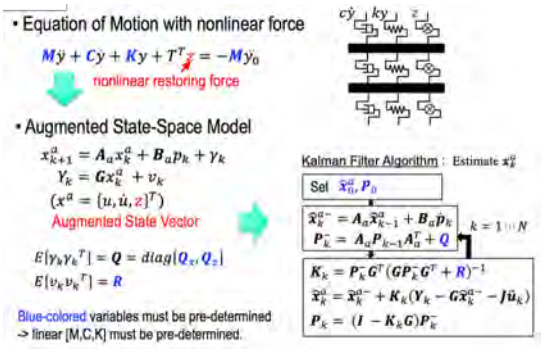 • Equation of Motion with nonlinear force
Mÿ + Cẏ + Ky + Tᵀz = −Mÿ₀
nonlinear restoring force
cẏ ky z
• Augmented State-Space Model
xᵃₖ₊₁ = Aₐxᵃₖ + Bₐpₖ + γₖ
Yₖ = Gxᵃₖ + vₖ
(xᵃ = {u, u̇, z}ᵀ)
Augmented State Vector
E[γₖγₖᵀ] = Q = diag[Qₓ, Q_z]
E[vₖvₖᵀ] = R
Blue-colored variables must be pre-determined
-> linear [M,C,K] must be pre-determined.
Kalman Filter Algorithm : Estimate xᵃₖ
Set x̂ᵃ₀, P₀
x̂ᵃ⁻ₖ = Aₐx̂ᵃₖ₋₁ + Bₐpₖ
P⁻ₖ = AₐPₖ₋₁Aₐᵀ + Q
k = 1 … N
Kₖ = P⁻ₖGᵀ(GP⁻ₖGᵀ + R)⁻¹
x̂ᵃₖ = x̂ᵃ⁻ₖ + Kₖ(Yₖ − Gx̂ᵃ⁻ₖ − Jüₖ)
Pₖ = (I − KₖG)P⁻ₖ